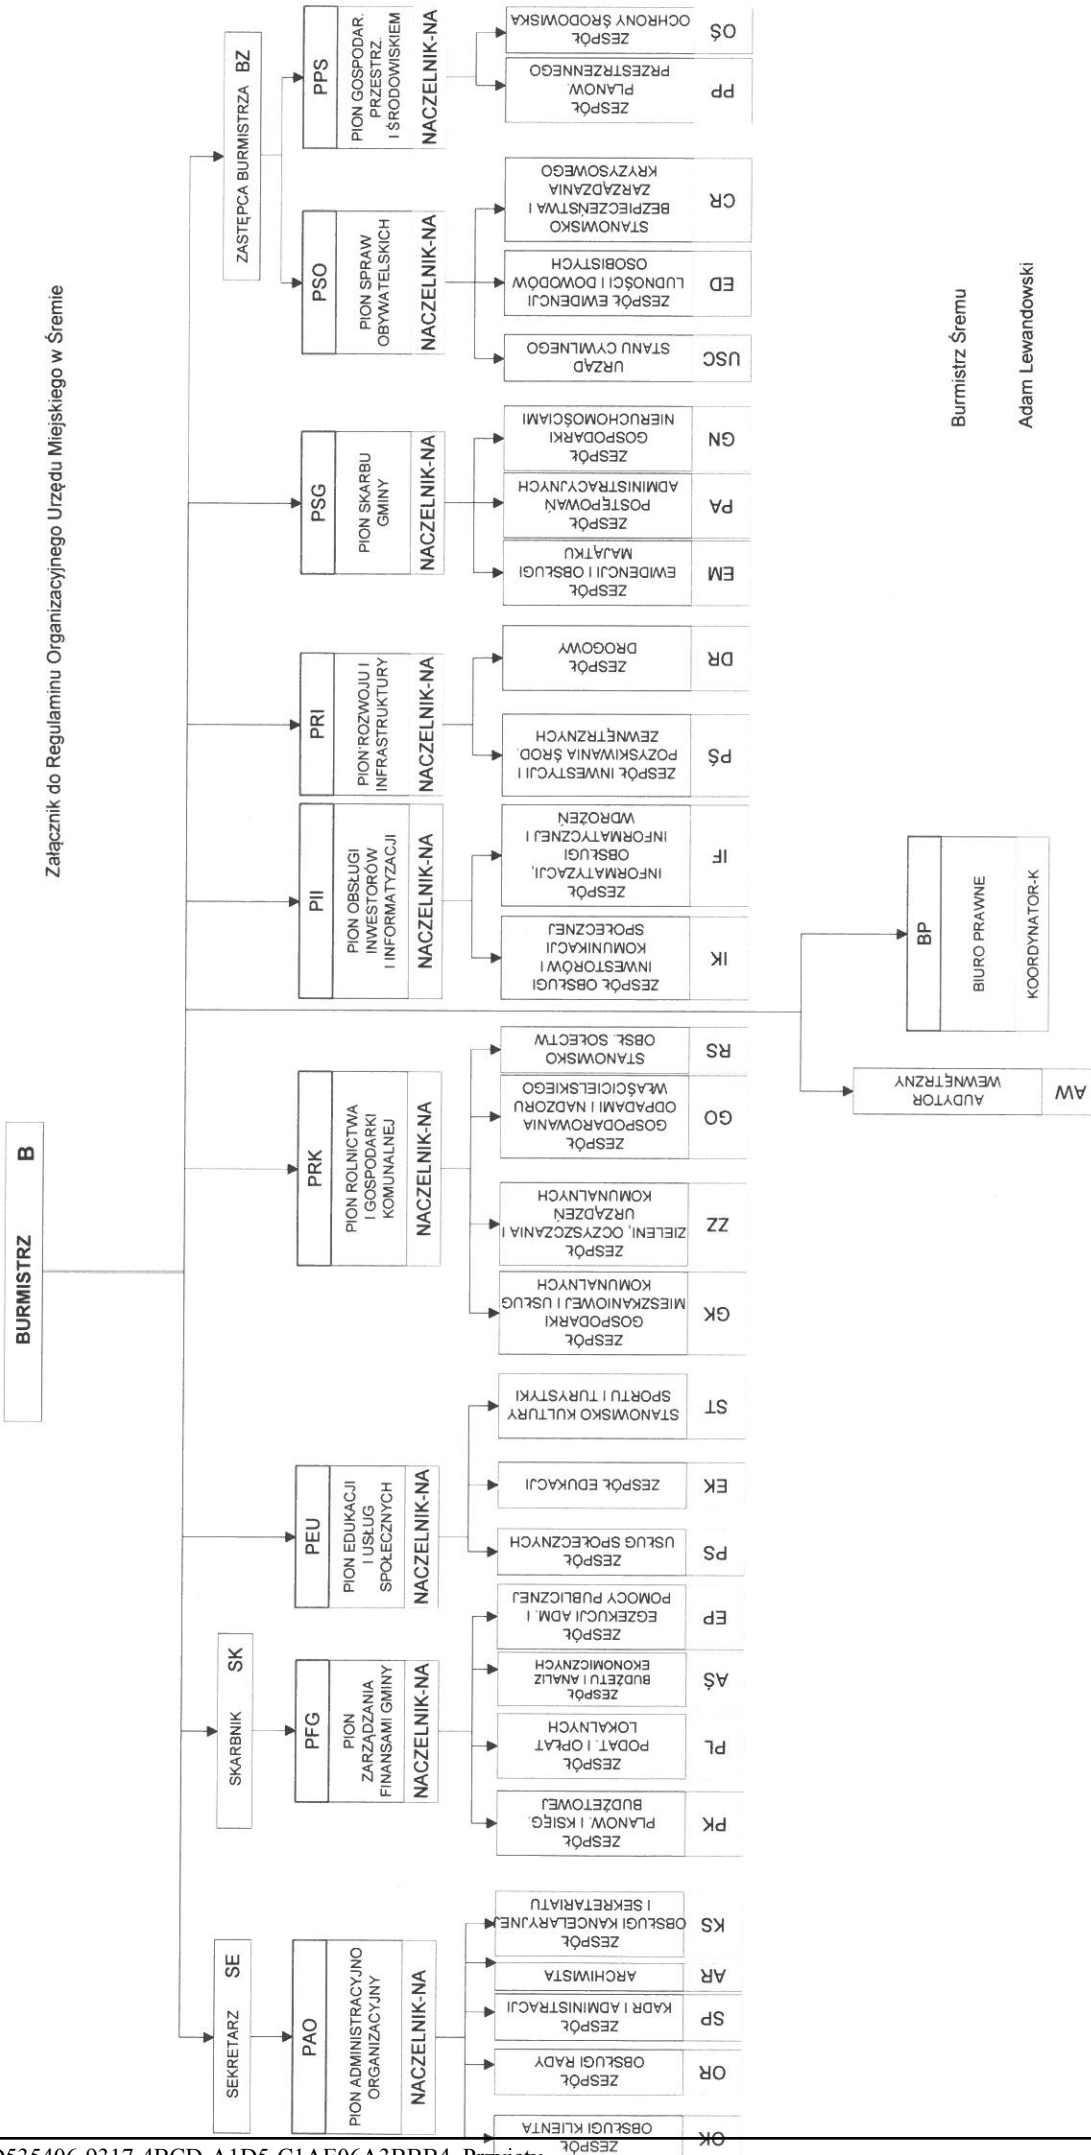 Załącznik do Regulaminu Organizacyjnego Urzędu Miejskiego w Śremie
BURMISTRZ B
SEKRETARZ SE
SKARBNIK SK
ZASTĘPCA BURMISTRZA BZ
PAO
PION ADMINISTRACYJNO
ORGANIZACYJNY
NACZELNIK-NA
PFG
PION
ZARZĄDZANIA
FINANSAMI GMINY
NACZELNIK-NA
PEU
PION EDUKACJI
I USŁUG
SPOŁECZNYCH
NACZELNIK-NA
PRK
PION ROLNICTWA
I GOSPODARKI
KOMUNALNEJ
NACZELNIK-NA
PII
PION OBSŁUGI
INWESTORÓW
I INFORMATYZACJI
NACZELNIK-NA
PRI
PION ROZWOJU I
INFRASTRUKTURY
NACZELNIK-NA
PSG
PION SKARBU
GMINY
NACZELNIK-NA
PSO
PION SPRAW
OBYWATELSKICH
NACZELNIK-NA
PPS
PION GOSPODAR.
PRZESTRZ.
I ŚRODOWISKIEM
NACZELNIK-NA
ZESPÓŁ
OBSŁUGI KLIENTA
OK
ZESPÓŁ
OBSŁUGI RADY
OR
ZESPÓŁ
KADR I ADMINISTRACJI
SP
ARCHIWISTA
AR
ZESPÓŁ
OBSŁUGI KANCELARYJNEJ
I SEKRETARIATU
KS
ZESPÓŁ
PLANOW. I KSIĘG.
BUDŻETOWEJ
PK
ZESPÓŁ
PODAT. I OPŁAT
LOKALNYCH
PL
ZESPÓŁ
BUDŻETU I ANALIZ
EKONOMICZNYCH
AŚ
ZESPÓŁ
EGZEKUCJI ADM. I
POMOCY PUBLICZNEJ
EP
ZESPÓŁ
USŁUG SPOŁECZNYCH
PS
ZESPÓŁ EDUKACJI
EK
STANOWISKO KULTURY
SPORTU I TURYSTYKI
ST
ZESPÓŁ
GOSPODARKI
MIESZKANIOWEJ I USŁUG
KOMUNALNYCH
GK
ZESPÓŁ
ZIELENI, OCZYSZCZANIA I
URZĄDZEŃ
KOMUNALNYCH
ZZ
ZESPÓŁ
GOSPODAROWANIA
ODPADAMI I NADZORU
WŁAŚCICIELSKIEGO
GO
STANOWISKO
OBSŁ. SOŁECTW
RS
ZESPÓŁ OBSŁUGI
INWESTORÓW I
KOMUNIKACJI
SPOŁECZNEJ
IK
ZESPÓŁ
INFORMATYZACJI,
OBSŁUGI
INFORMATYCZNEJ I
WDROŻEŃ
IF
ZESPÓŁ INWESTYCJI I
POZYSKIWANIA ŚROD.
ZEWNĘTRZNYCH
PŚ
ZESPÓŁ
DROGOWY
DR
ZESPÓŁ
EWIDENCJI I OBSŁUGI
MAJĄTKU
EM
ZESPÓŁ
POSTĘPOWAŃ
ADMINISTRACYJNYCH
PA
ZESPÓŁ
GOSPODARKI
NIERUCHOMOŚCIAMI
GN
URZĄD
STANU CYWILNEGO
USC
ZESPÓŁ EWIDENCJI
LUDNOŚCI I DOWODÓW
OSOBISTYCH
ED
STANOWISKO
BEZPIECZEŃSTWA I
ZARZĄDZANIA
KRYZYSOWEGO
CR
ZESPÓŁ
PLANOW.
PRZESTRZENNEGO
PP
ZESPÓŁ
OCHRONY ŚRODOWISKA
OŚ
AUDYTOR
WEWNĘTRZNY
AW
BP
BIURO PRAWNE
KOORDYNATOR-K
Burmistrz Śremu
Adam Lewandowski